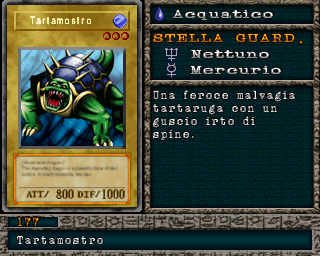 Tartamostro
Acquatico
STELLA GUARD.
Nettuno
Mercurio
Una feroce malvagia
tartaruga con un
guscio irto di
spine.
ATT/ 800 DIF/1000
177
Tartamostro